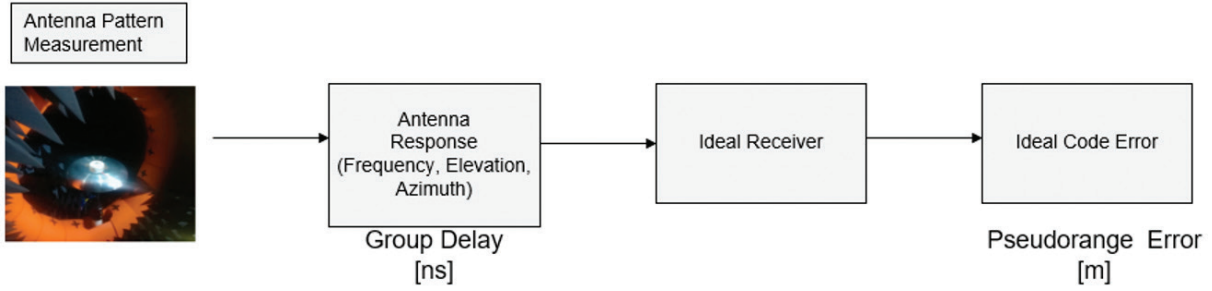 Antenna Pattern
Measurement
Antenna
Response
(Frequency, Elevation,
Azimuth)
Group Delay
[ns]
Ideal Receiver
Ideal Code Error
Pseudorange Error
[m]